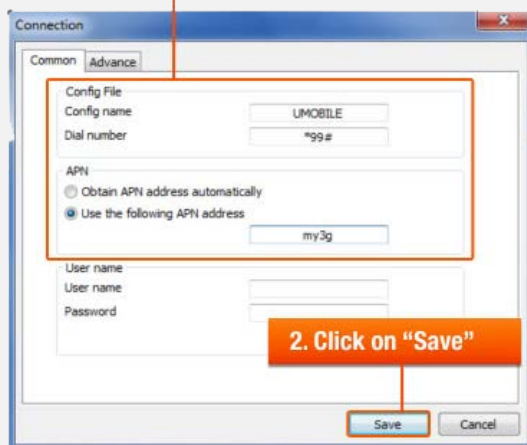 Connection
X
Common Advance
Config File
Config name UMOBILE
Dial number *99#
APN
Obtain APN address automatically
Use the following APN address
my3g
User name
User name
Password
2. Click on “Save”
Save Cancel